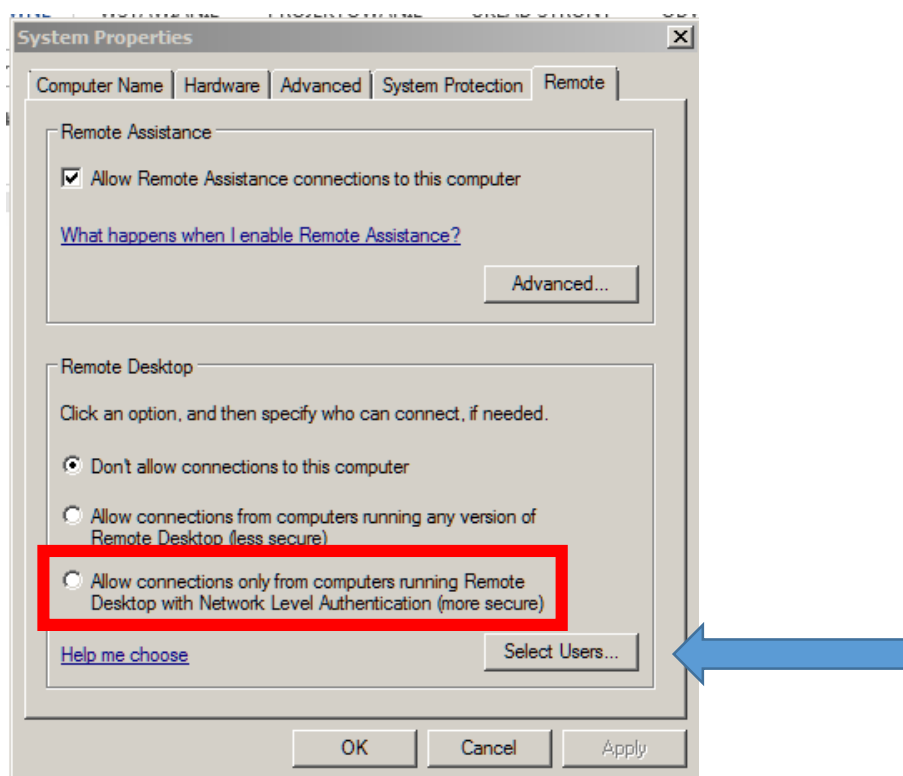 WSTAWIANIE PROJEKTOWANIE UKŁAD STRONY
System Properties
Computer Name Hardware Advanced System Protection Remote
Remote Assistance
Allow Remote Assistance connections to this computer
What happens when I enable Remote Assistance?
Advanced...
Remote Desktop
Click an option, and then specify who can connect, if needed.
Don't allow connections to this computer
Allow connections from computers running any version of
Remote Desktop (less secure)
Allow connections only from computers running Remote
Desktop with Network Level Authentication (more secure)
Help me choose
Select Users...
OK Cancel Apply